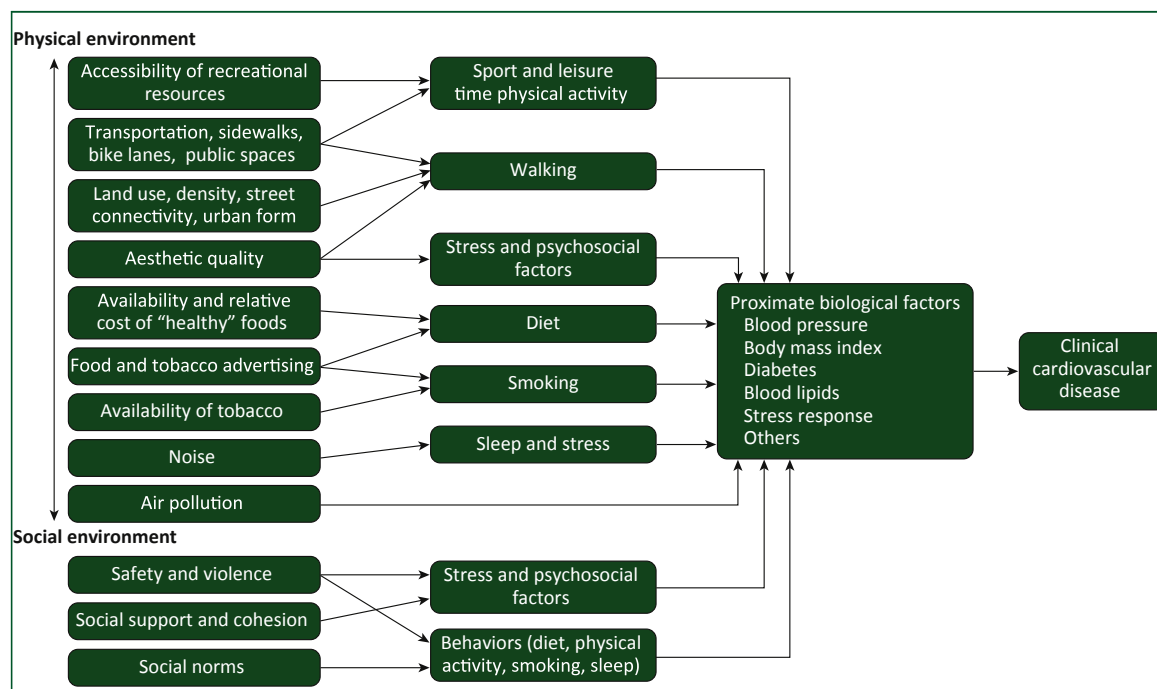 Physical environment
Accessibility of recreational
resources
Transportation, sidewalks,
bike lanes, public spaces
Land use, density, street
connectivity, urban form
Aesthetic quality
Availability and relative
cost of “healthy” foods
Food and tobacco advertising
Availability of tobacco
Noise
Air pollution
Social environment
Safety and violence
Social support and cohesion
Social norms
Sport and leisure
time physical activity
Walking
Stress and psychosocial
factors
Diet
Smoking
Sleep and stress
Stress and psychosocial
factors
Behaviors (diet, physical
activity, smoking, sleep)
Proximate biological factors
Blood pressure
Body mass index
Diabetes
Blood lipids
Stress response
Others
Clinical
cardiovascular
disease